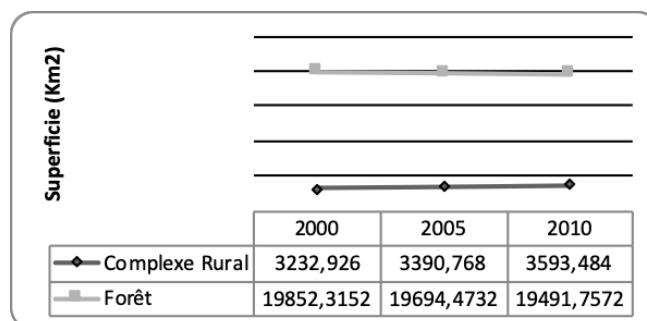 Superficie (Km2)
2000 2005 2010
Complexe Rural 3232,926 3390,768 3593,484
Forêt 19852,3152 19694,4732 19491,7572